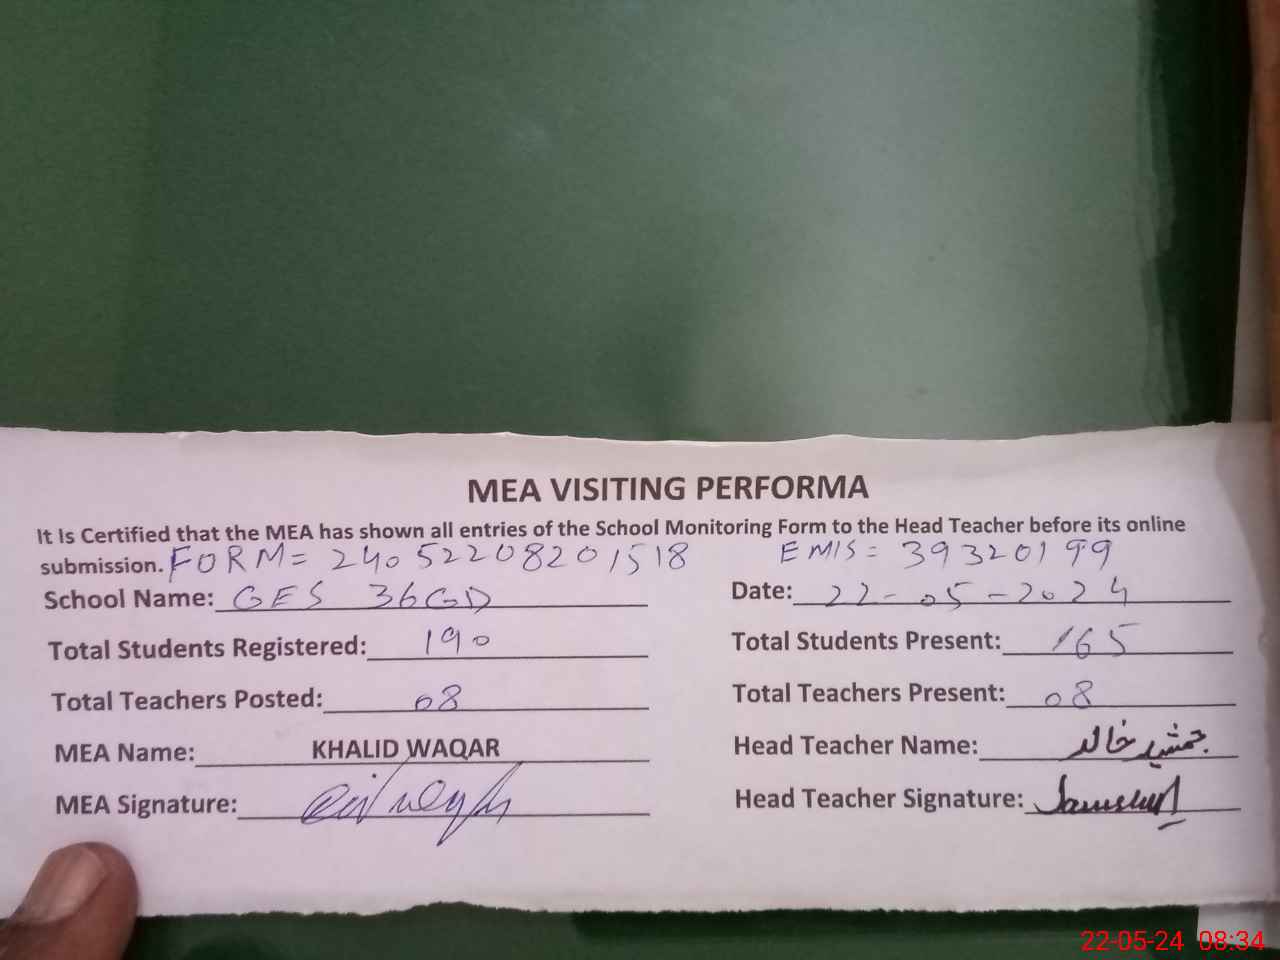 MEA VISITING PERFORMA
It Is Certified that the MEA has shown all entries of the School Monitoring Form to the Head Teacher before its online
submission. FORM= 24052208201518 EMIS= 39320199
School Name: GES 36GD Date: 22-05-2024
Total Students Registered: 190 Total Students Present: 165
Total Teachers Posted: 08 Total Teachers Present: 08
MEA Name: KHALID WAQAR Head Teacher Name: جمشید خالد
MEA Signature: Head Teacher Signature: Jamshed
22-05-24 08:34